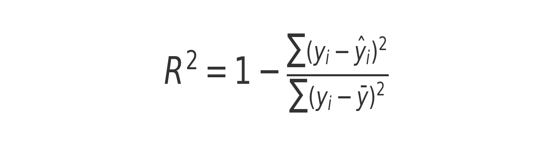 R² = 1 − ∑(yᵢ − ŷᵢ)² / ∑(yᵢ − ȳ)²